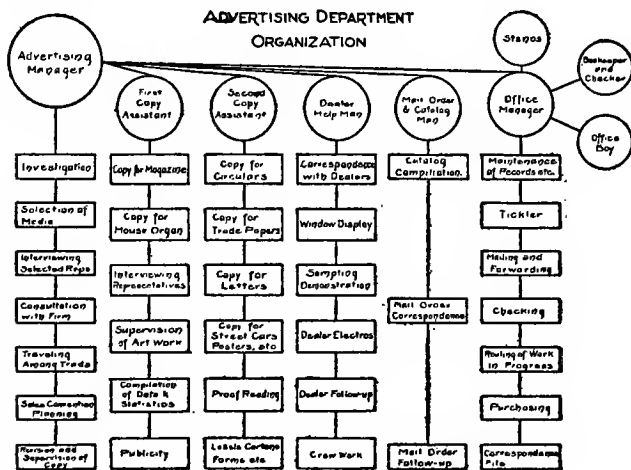 ADVERTISING DEPARTMENT
ORGANIZATION
Advertising
Manager
First
Copy
Assistant
Second
Copy
Assistant
Dealer
Help Man
Mail Order
& Catalog
Man
Office
Manager
Stenos
Bookkeeper
and
Checker
Office
Boy
Investigation
Selection of
Media
Interviewing
Selected Reps
Consultation
with Firm
Traveling
Among Trade
Sales Convention
Planning
Revision and
Supervision of
Copy
Copy for Magazine
Copy for
House Organ
Interviewing
Representatives
Supervision
of Art Work
Compilation
of Data &
Statistics
Publicity
Copy for
Circulars
Copy for
Trade Papers
Copy for
Letters
Copy for
Street Cars
Posters, etc
Proof Reading
Labels Cartons
Forms etc
Correspondence
with Dealers
Window Display
Sampling
Demonstration
Dealer Electros
Dealer Follow-up
Crew Work
Catalog
Compilation
Mail Order
Correspondence
Mail Order
Follow-up
Maintenance
of Records etc.
Tickler
Mailing and
Forwarding
Checking
Routing of Work
in Progress
Purchasing
Correspondence
File